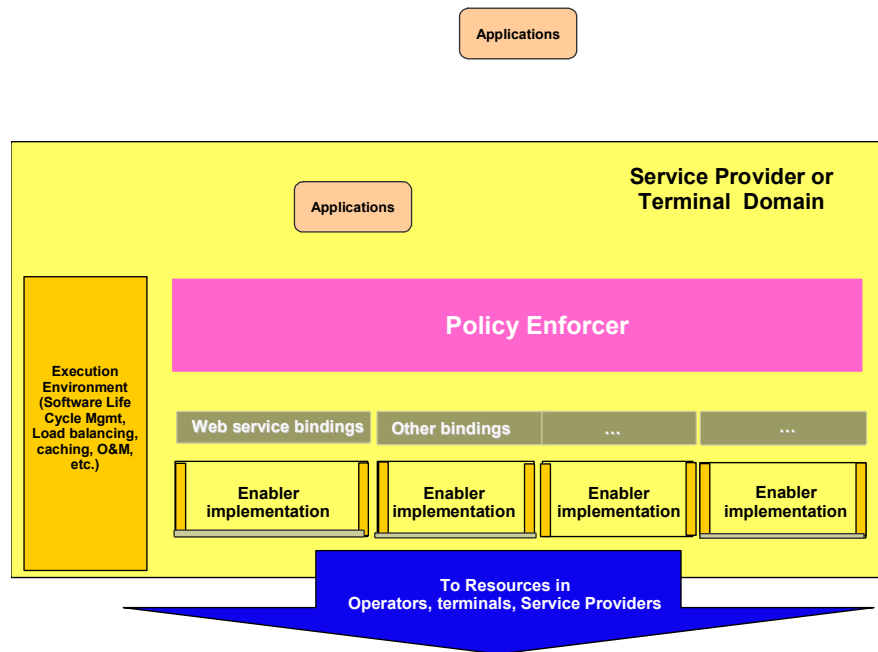 Applications
Service Provider or
Terminal Domain
Applications
Policy Enforcer
Execution
Environment
(Software Life
Cycle Mgmt,
Load balancing,
caching, O&M,
etc.)
Web service bindings
Other bindings
...
...
Enabler
implementation
Enabler
implementation
Enabler
implementation
Enabler
implementation
To Resources in
Operators, terminals, Service Providers